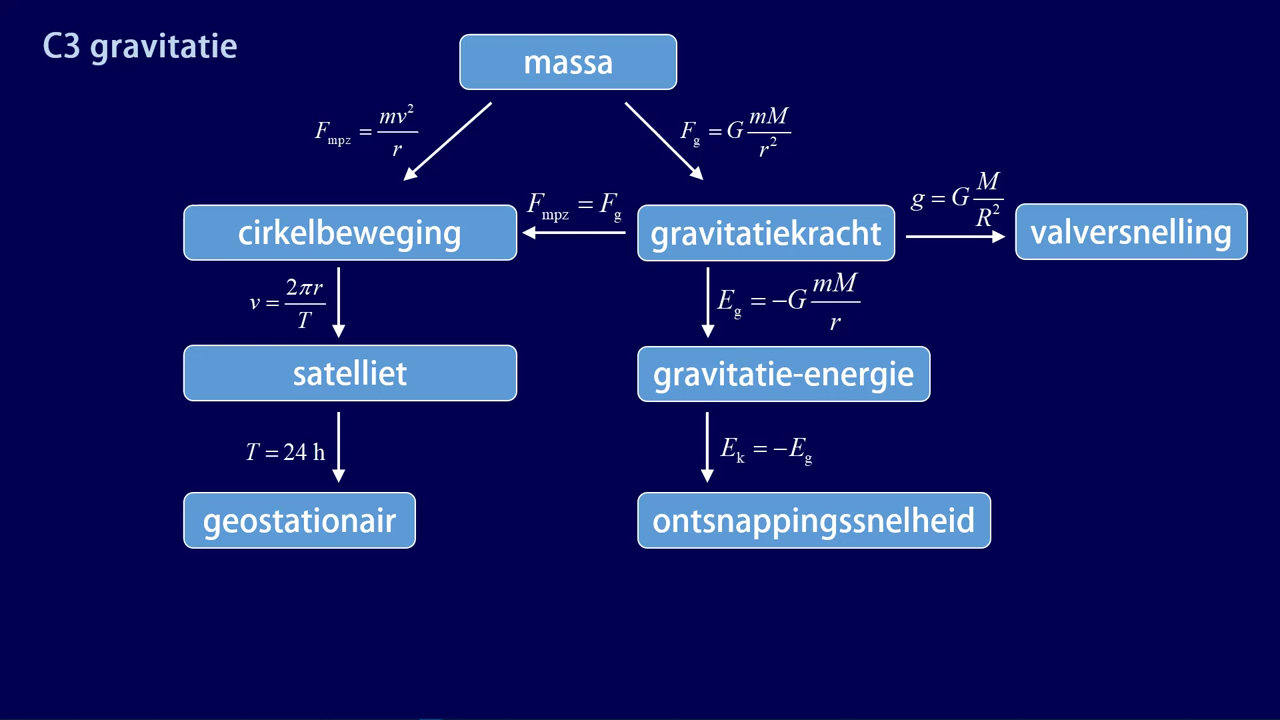 C3 gravitatie
massa
F_mpz = mv²/r
F_g = G mM/r²
cirkelbeweging
F_mpz = F_g
gravitatiekracht
g = G M/R²
valversnelling
v = 2πr/T
E_g = −G mM/r
satelliet
gravitatie-energie
T = 24 h
E_k = −E_g
geostationair
ontsnappingssnelheid